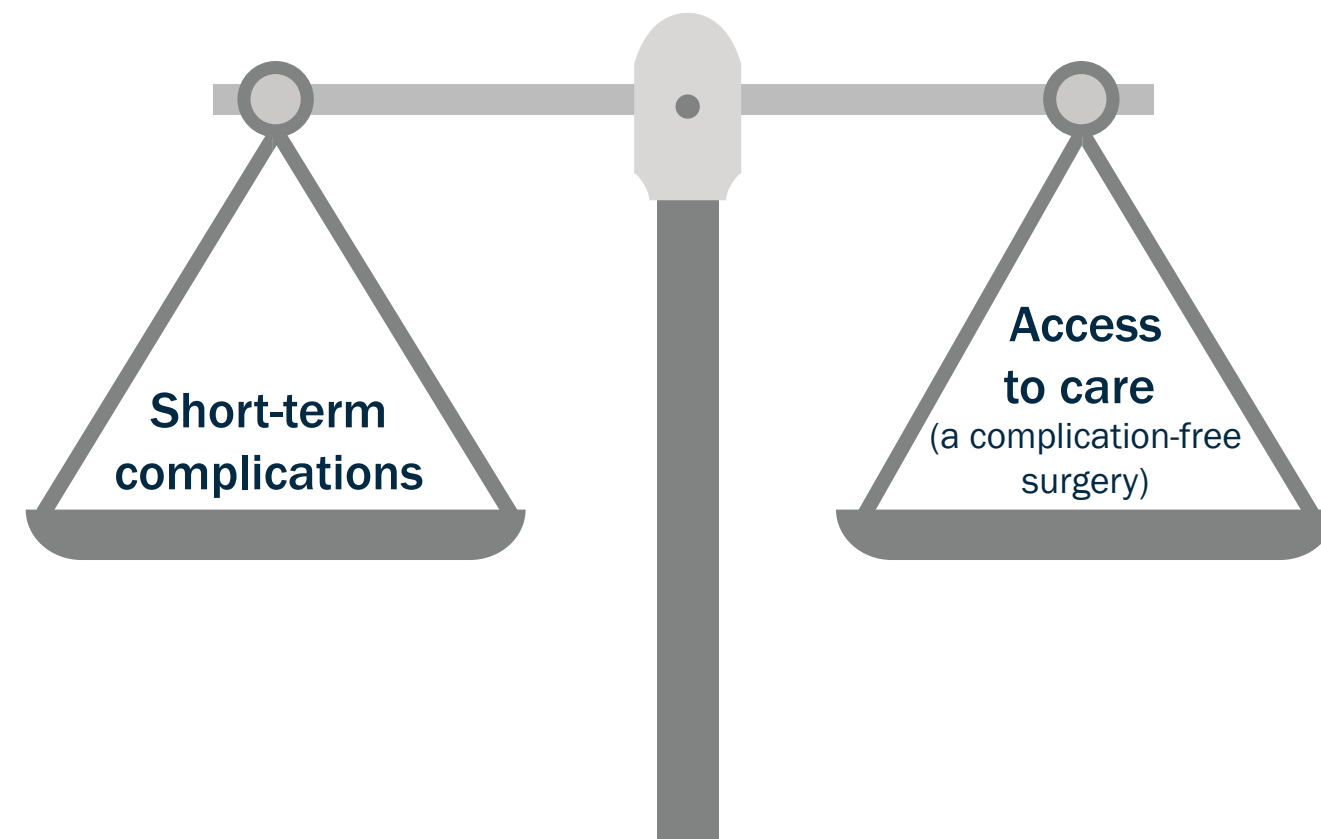 Short-term
complications
Access
to care
(a complication-free
surgery)